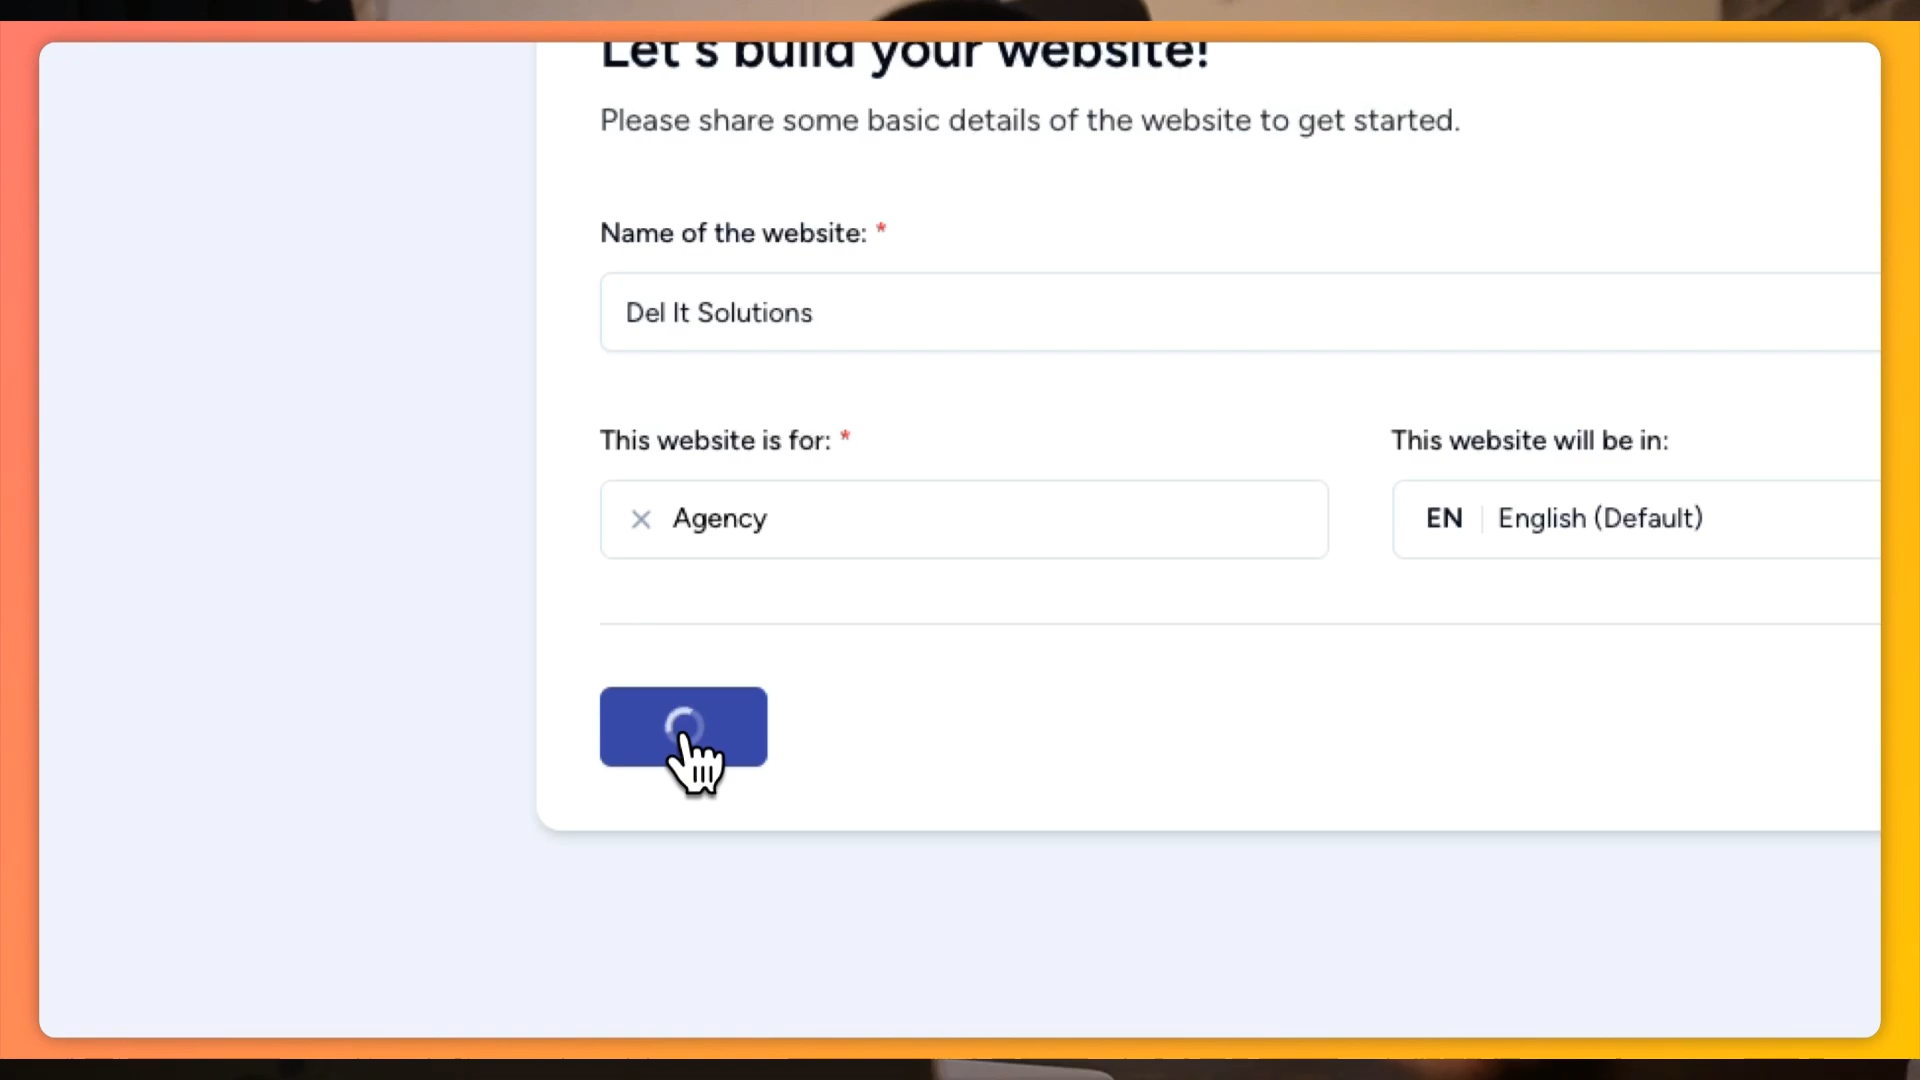 Let's build your website!
Please share some basic details of the website to get started.
Name of the website: *
Del It Solutions
This website is for: *
This website will be in:
× Agency
EN English (Default)